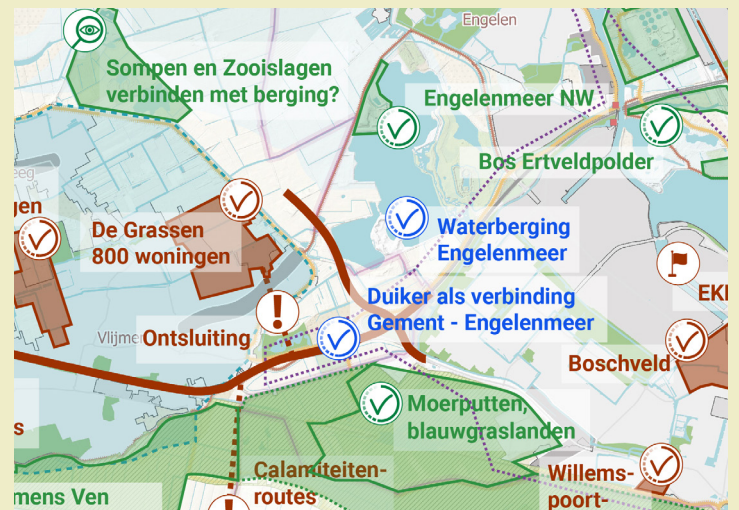 Engelen
Sompen en Zooislagen
verbinden met berging?
Engelenmeer NW
Bos Ertveldpolder
eeg
gen
De Grassen
800 woningen
Waterberging
Engelenmeer
EK
Duiker als verbinding
Gement - Engelenmeer
Ontsluiting
Vlijme
Boschveld
Moerputten,
blauwgraslanden
s
Calamiteiten-
routes
Willems-
poort-
mens Ven